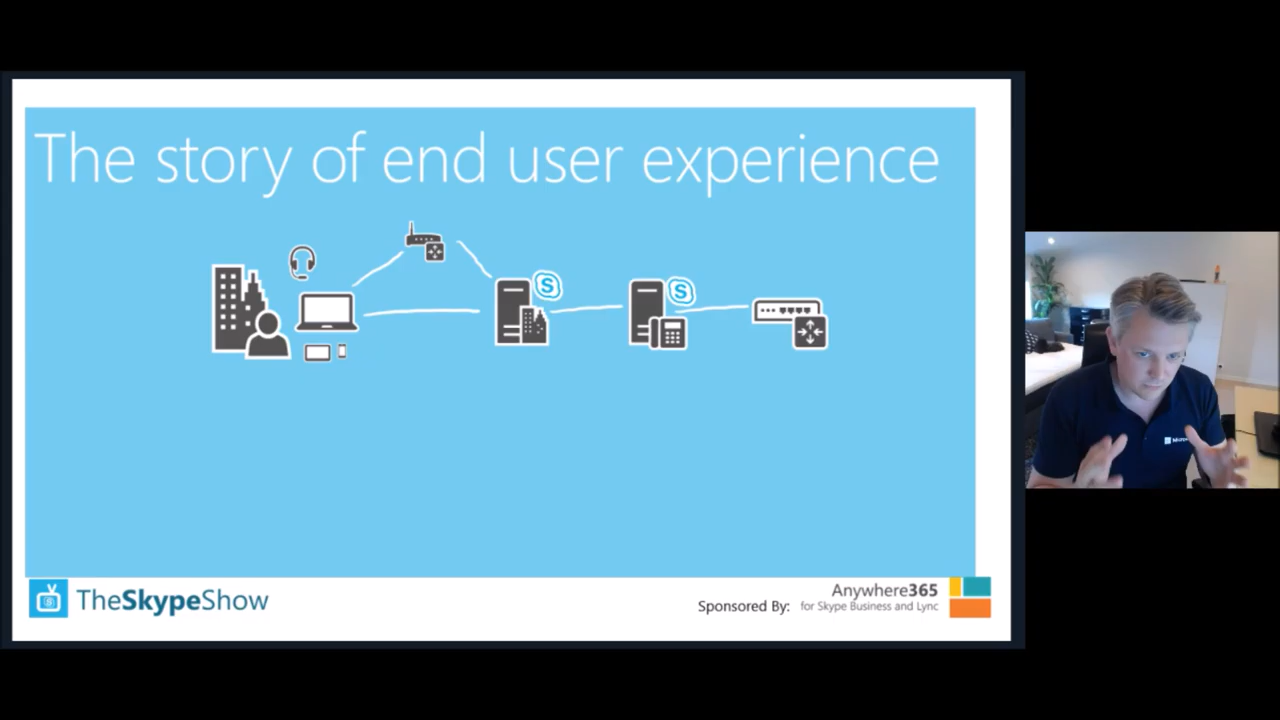 The story of end user experience
TheSkypeShow
Anywhere365
Sponsored By: for Skype Business and Lync